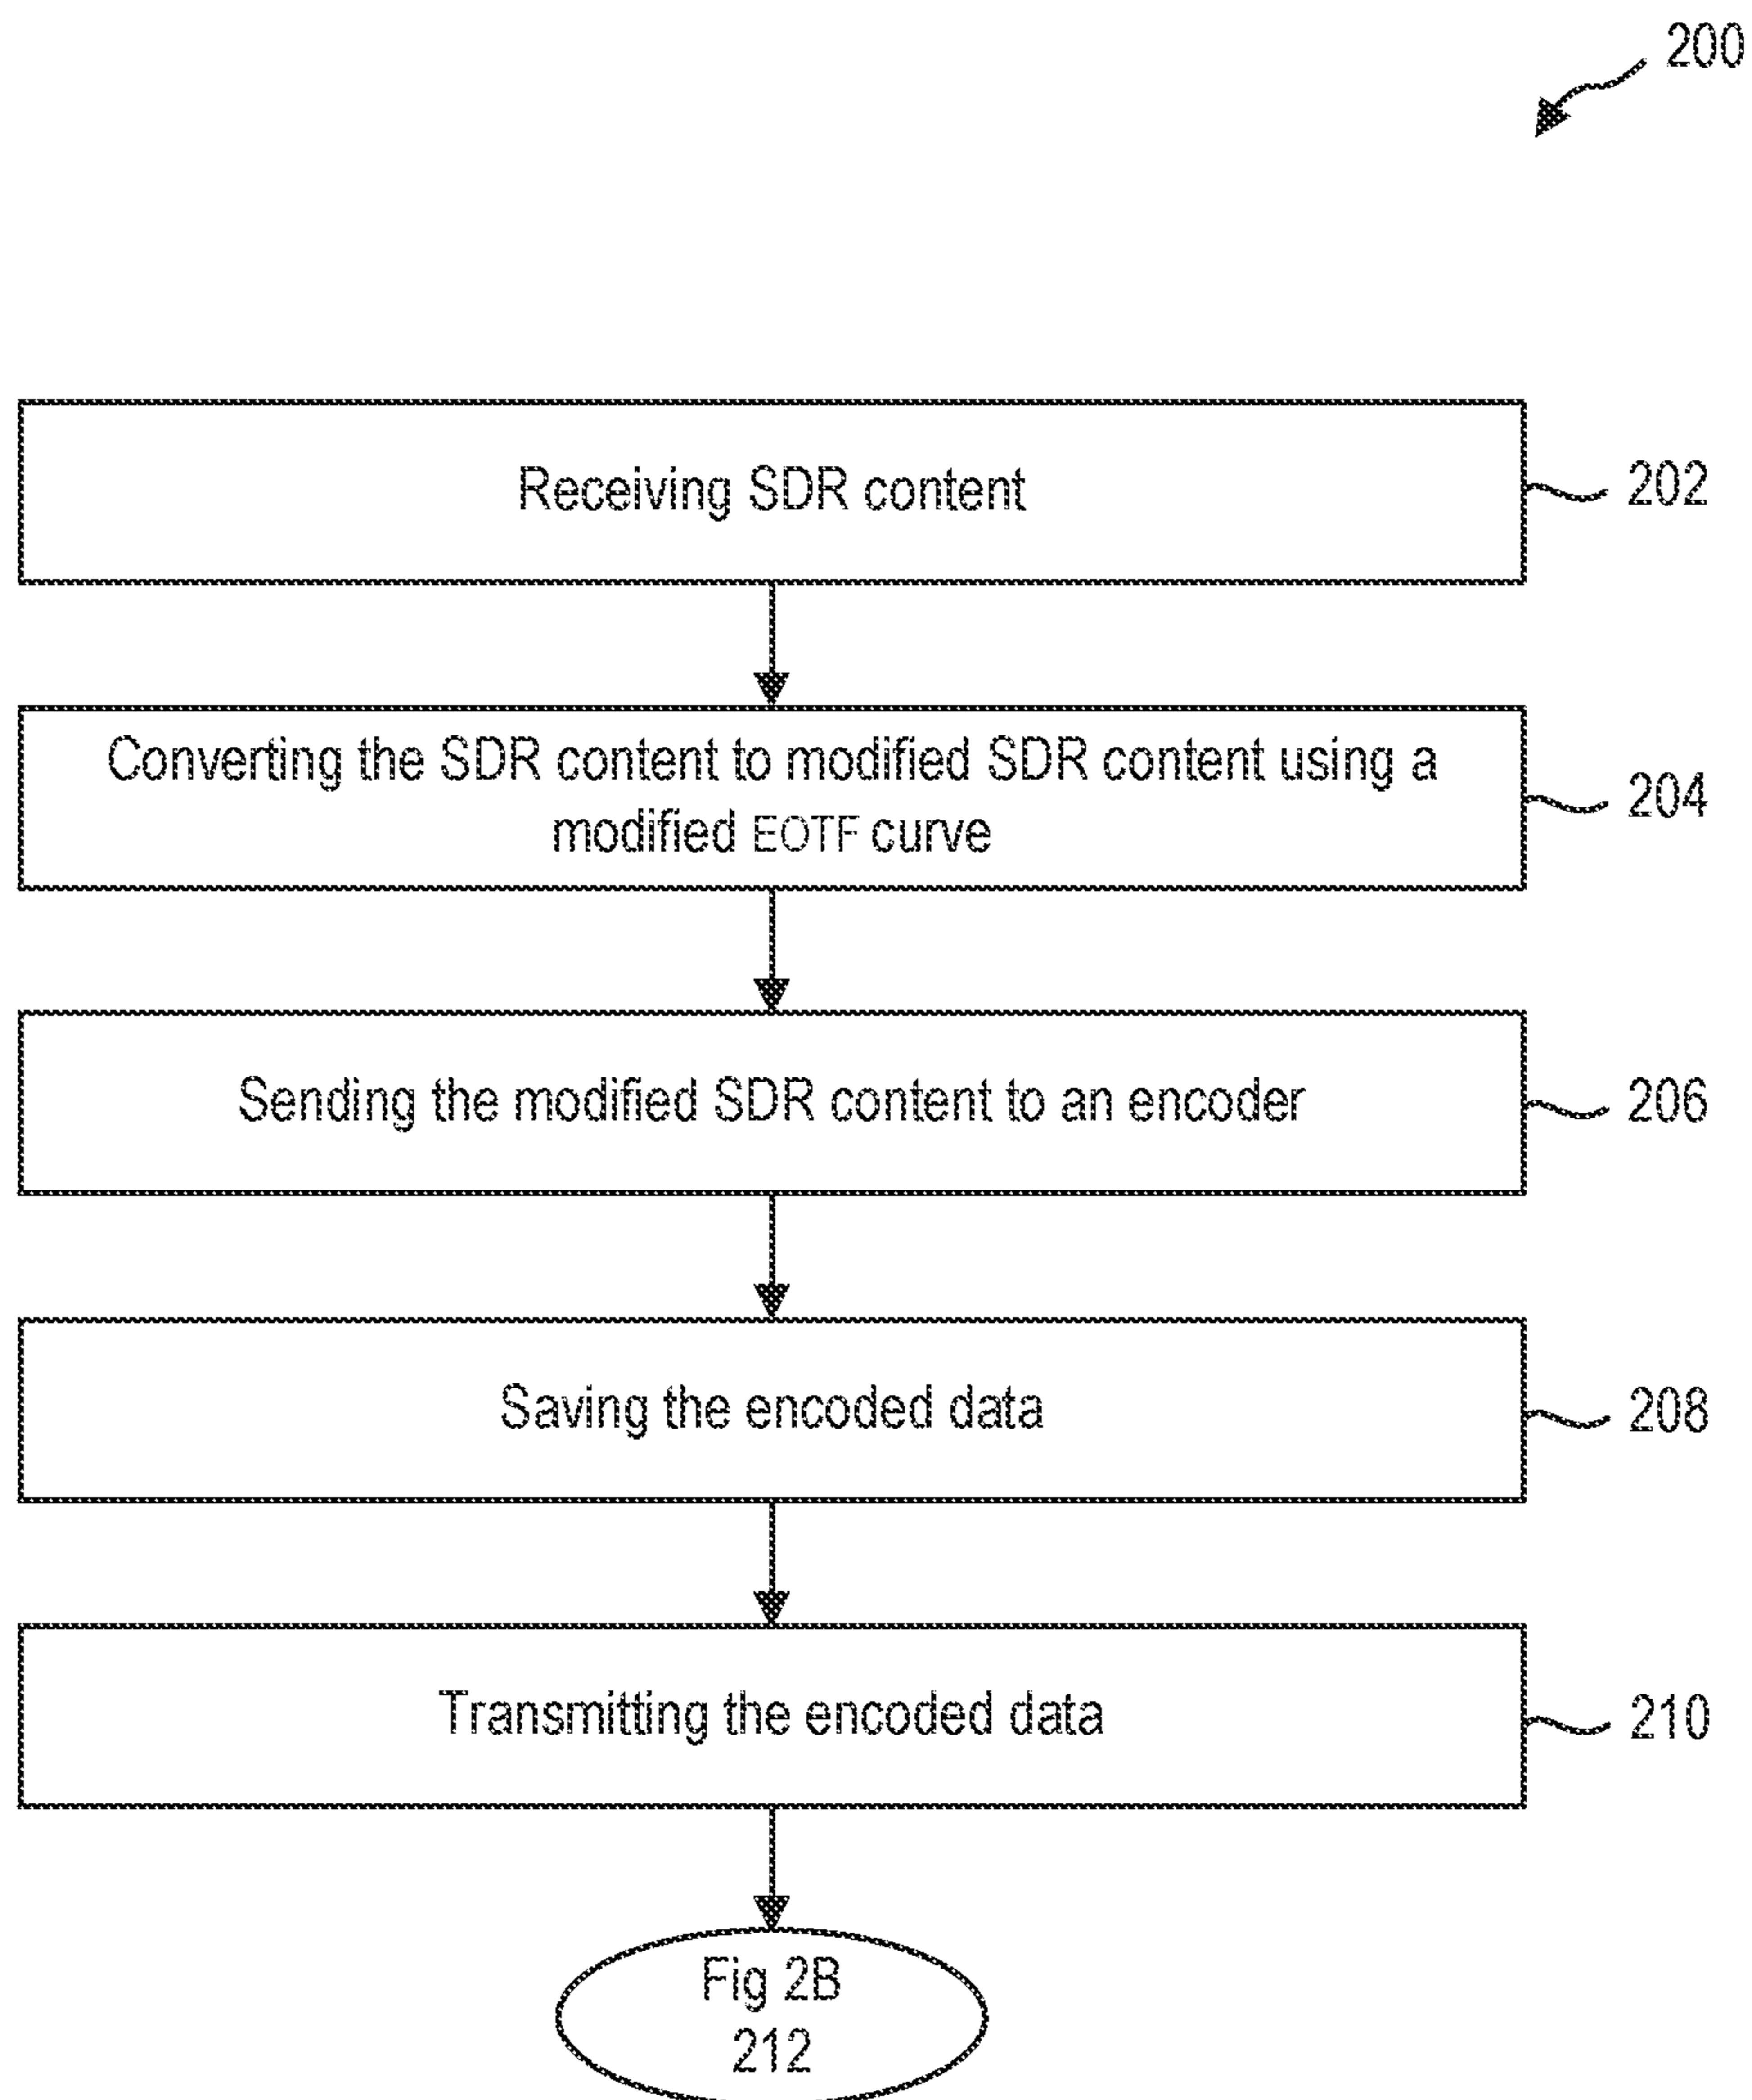 200
Receiving SDR content
202
Converting the SDR content to modified SDR content using a
modified EOTF curve
204
Sending the modified SDR content to an encoder
206
Saving the encoded data
208
Transmitting the encoded data
210
Fig 2B
212